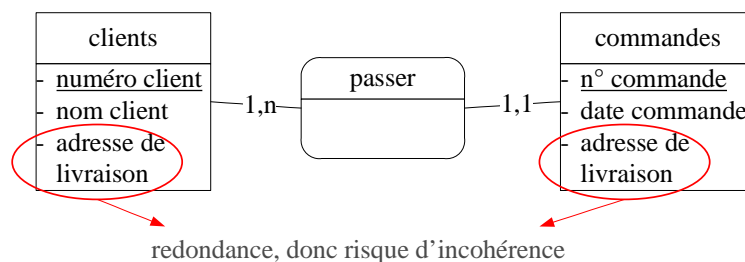 clients
- numéro client
- nom client
- adresse de
livraison
1,n
passer
1,1
commandes
- n° commande
- date commande
- adresse de
livraison
redondance, donc risque d’incohérence